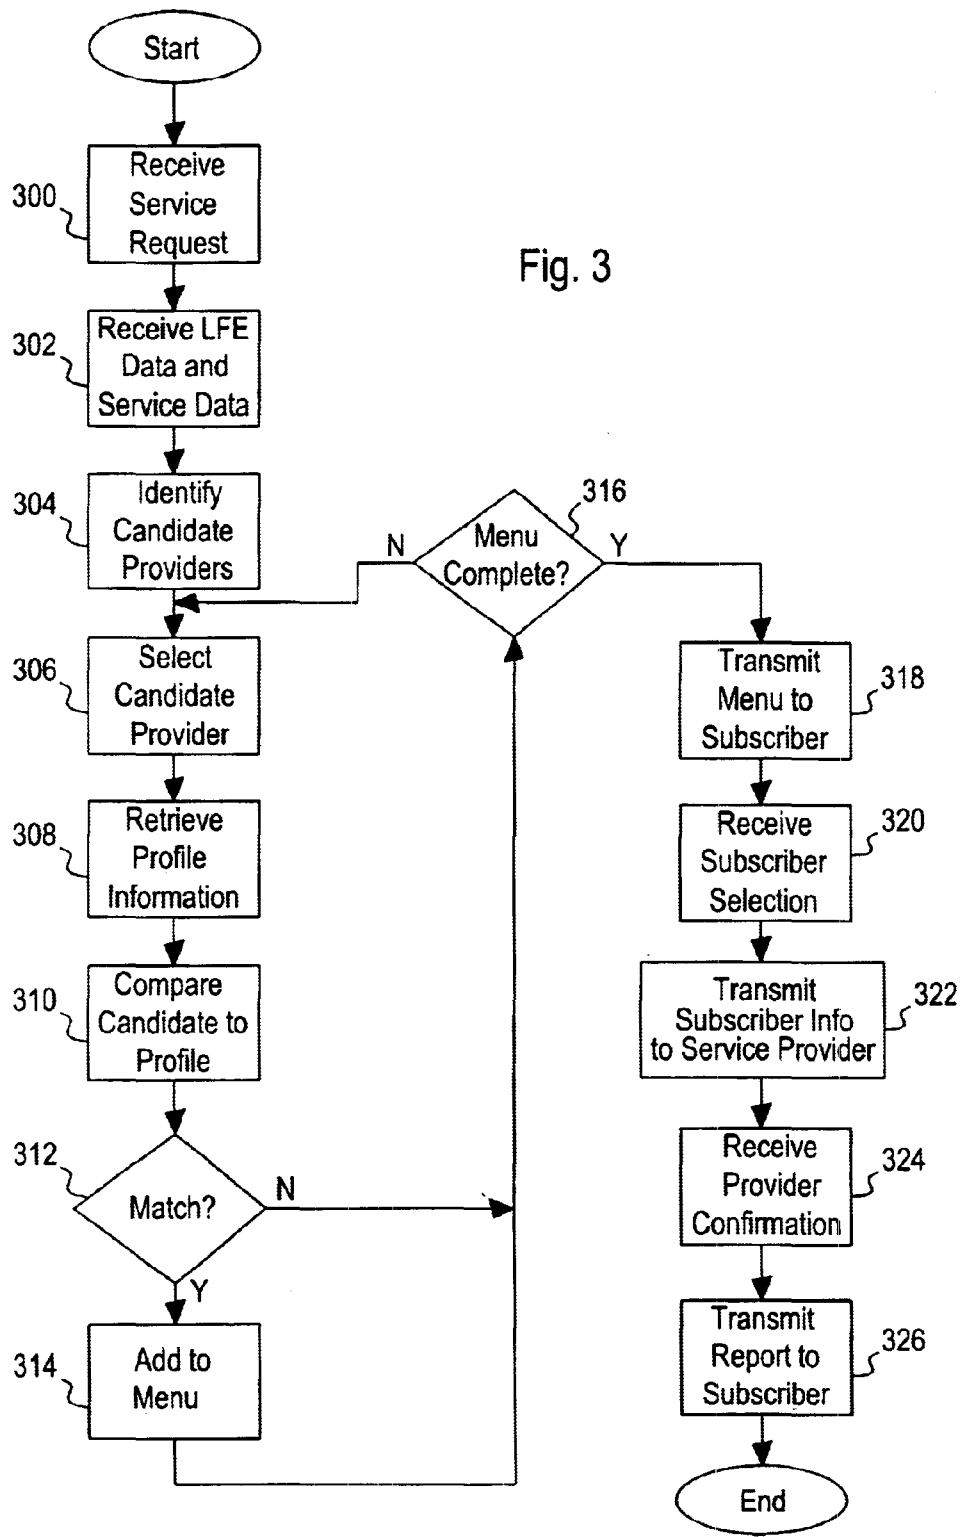 Start
300
Receive
Service
Request
Fig. 3
302
Receive LFE
Data and
Service Data
304
Identify
Candidate
Providers
306
Select
Candidate
Provider
308
Retrieve
Profile
Information
310
Compare
Candidate to
Profile
312
Match?
N
Y
314
Add to
Menu
316
Menu
Complete?
N
Y
318
Transmit
Menu to
Subscriber
320
Receive
Subscriber
Selection
322
Transmit
Subscriber Info
to Service Provider
324
Receive
Provider
Confirmation
326
Transmit
Report to
Subscriber
End